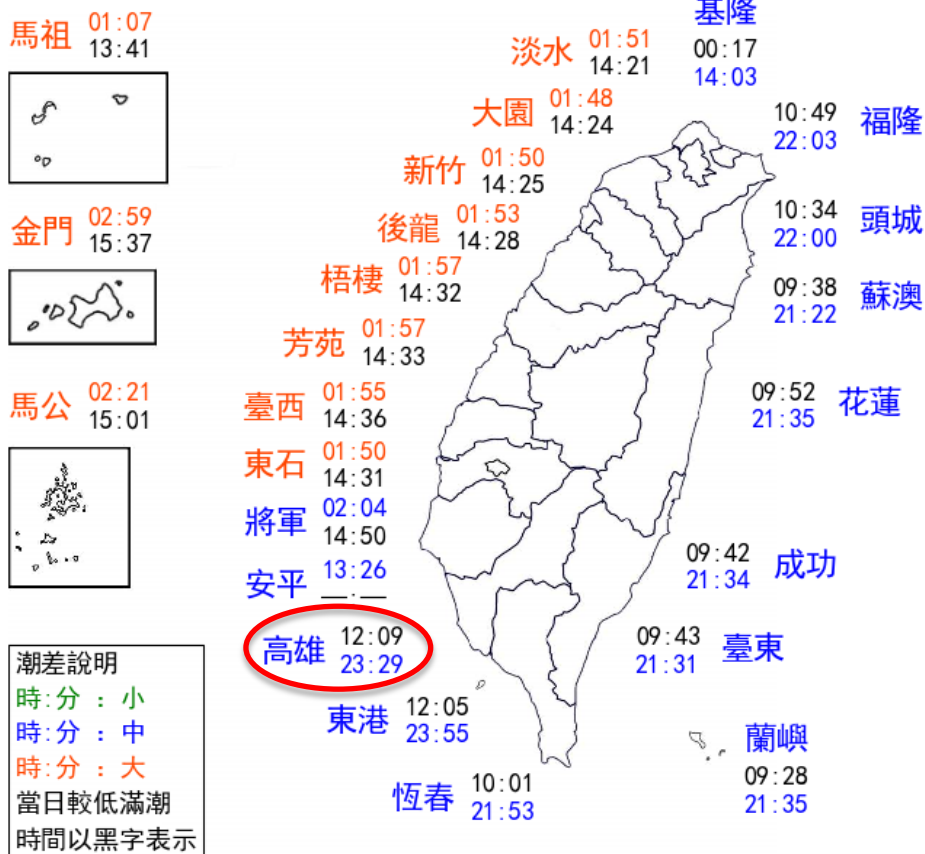 馬祖 01:07
13:41
金門 02:59
15:37
馬公 02:21
15:01
基隆
00:17
14:03
淡水 01:51
14:21
大園 01:48
14:24
新竹 01:50
14:25
後龍 01:53
14:28
梧棲 01:57
14:32
芳苑 01:57
14:33
臺西 01:55
14:36
東石 01:50
14:31
將軍 02:04
14:50
安平 13:26
—:—
高雄 12:09
23:29
東港 12:05
23:55
恆春 10:01
21:53
10:49 福隆
22:03
10:34 頭城
22:00
09:38 蘇澳
21:22
09:52 花蓮
21:35
09:42 成功
21:34
09:43 臺東
21:31
蘭嶼
09:28
21:35
潮差說明
時:分 : 小
時:分 : 中
時:分 : 大
當日較低滿潮
時間以黑字表示